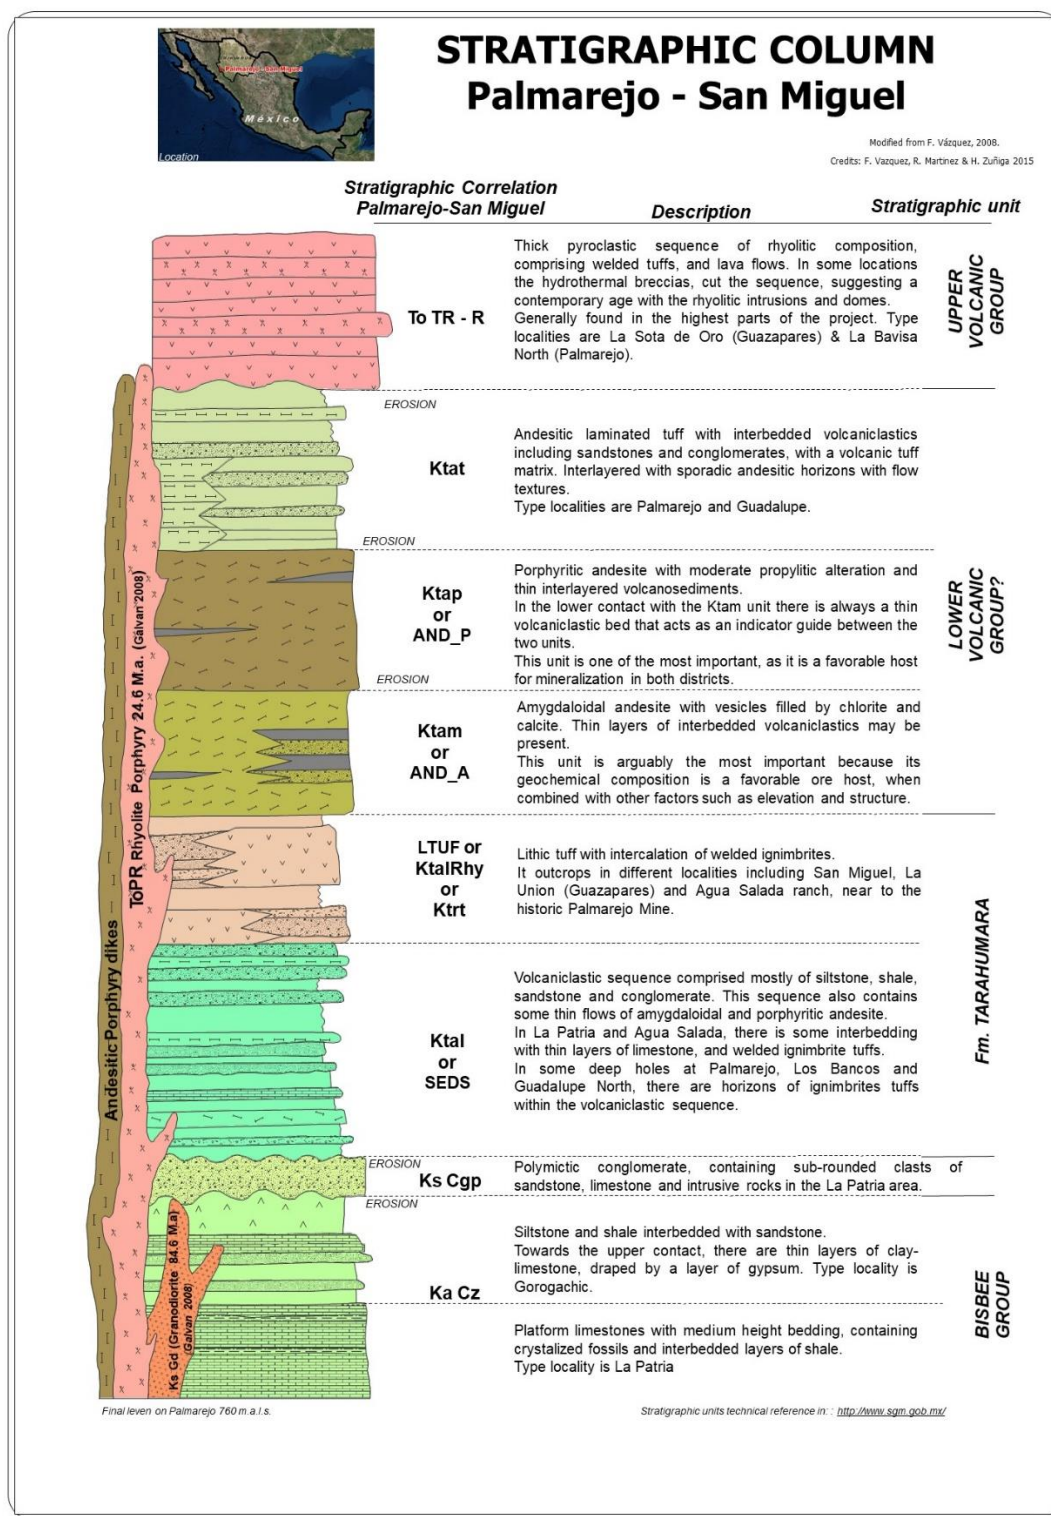 STRATIGRAPHIC COLUMN
Palmarejo - San Miguel
Palmarejo - San Miguel
México
Location
Modified from F. Vázquez, 2008.
Credits: F. Vazquez, R. Martinez & H. Zuñiga 2015
Stratigraphic Correlation
Palmarejo-San Miguel
Description
Stratigraphic unit
To TR - R
Thick pyroclastic sequence of rhyolitic composition,
comprising welded tuffs, and lava flows. In some locations
the hydrothermal breccias, cut the sequence, suggesting a
contemporary age with the rhyolitic intrusions and domes.
Generally found in the highest parts of the project. Type
localities are La Sota de Oro (Guazapares) & La Bavisa
North (Palmarejo).
UPPER
VOLCANIC
GROUP
EROSION
Ktat
Andesitic laminated tuff with interbedded volcaniclastics
including sandstones and conglomerates, with a volcanic tuff
matrix. Interlayered with sporadic andesitic horizons with flow
textures.
Type localities are Palmarejo and Guadalupe.
EROSION
Ktap
or
AND_P
Porphyritic andesite with moderate propylitic alteration and
thin interlayered volcanosediments.
In the lower contact with the Ktam unit there is always a thin
volcaniclastic bed that acts as an indicator guide between the
two units.
This unit is one of the most important, as it is a favorable host
for mineralization in both districts.
LOWER
VOLCANIC
GROUP?
EROSION
Ktam
or
AND_A
Amygdaloidal andesite with vesicles filled by chlorite and
calcite. Thin layers of interbedded volcaniclastics may be
present.
This unit is arguably the most important because its
geochemical composition is a favorable ore host, when
combined with other factors such as elevation and structure.
LTUF or
KtalRhy
or
Ktrt
Lithic tuff with intercalation of welded ignimbrites.
It outcrops in different localities including San Miguel, La
Union (Guazapares) and Agua Salada ranch, near to the
historic Palmarejo Mine.
Fm. TARAHUMARA
Ktal
or
SEDS
Volcaniclastic sequence comprised mostly of siltstone, shale,
sandstone and conglomerate. This sequence also contains
some thin flows of amygdaloidal and porphyritic andesite.
In La Patria and Agua Salada, there is some interbedding
with thin layers of limestone, and welded ignimbrite tuffs.
In some deep holes at Palmarejo, Los Bancos and
Guadalupe North, there are horizons of ignimbrites tuffs
within the volcaniclastic sequence.
EROSION
Ks Cgp
Polymictic conglomerate, containing sub-rounded clasts of
sandstone, limestone and intrusive rocks in the La Patria area.
EROSION
Ka Cz
Siltstone and shale interbedded with sandstone.
Towards the upper contact, there are thin layers of clay-
limestone, draped by a layer of gypsum. Type locality is
Gorogachic.
Platform limestones with medium height bedding, containing
crystalized fossils and interbedded layers of shale.
Type locality is La Patria
BISBEE
GROUP
Andesitic Porphyry dikes
ToPR Rhyolite Porphyry 24.6 M.a. (Gálvan 2008)
Ks Gd (Granodiorite 84.6 M.a)
(Galvan 2008)
Final leven on Palmarejo 760 m.a.l.s.
Stratigraphic units technical reference in: : http://www.sgm.gob.mx/